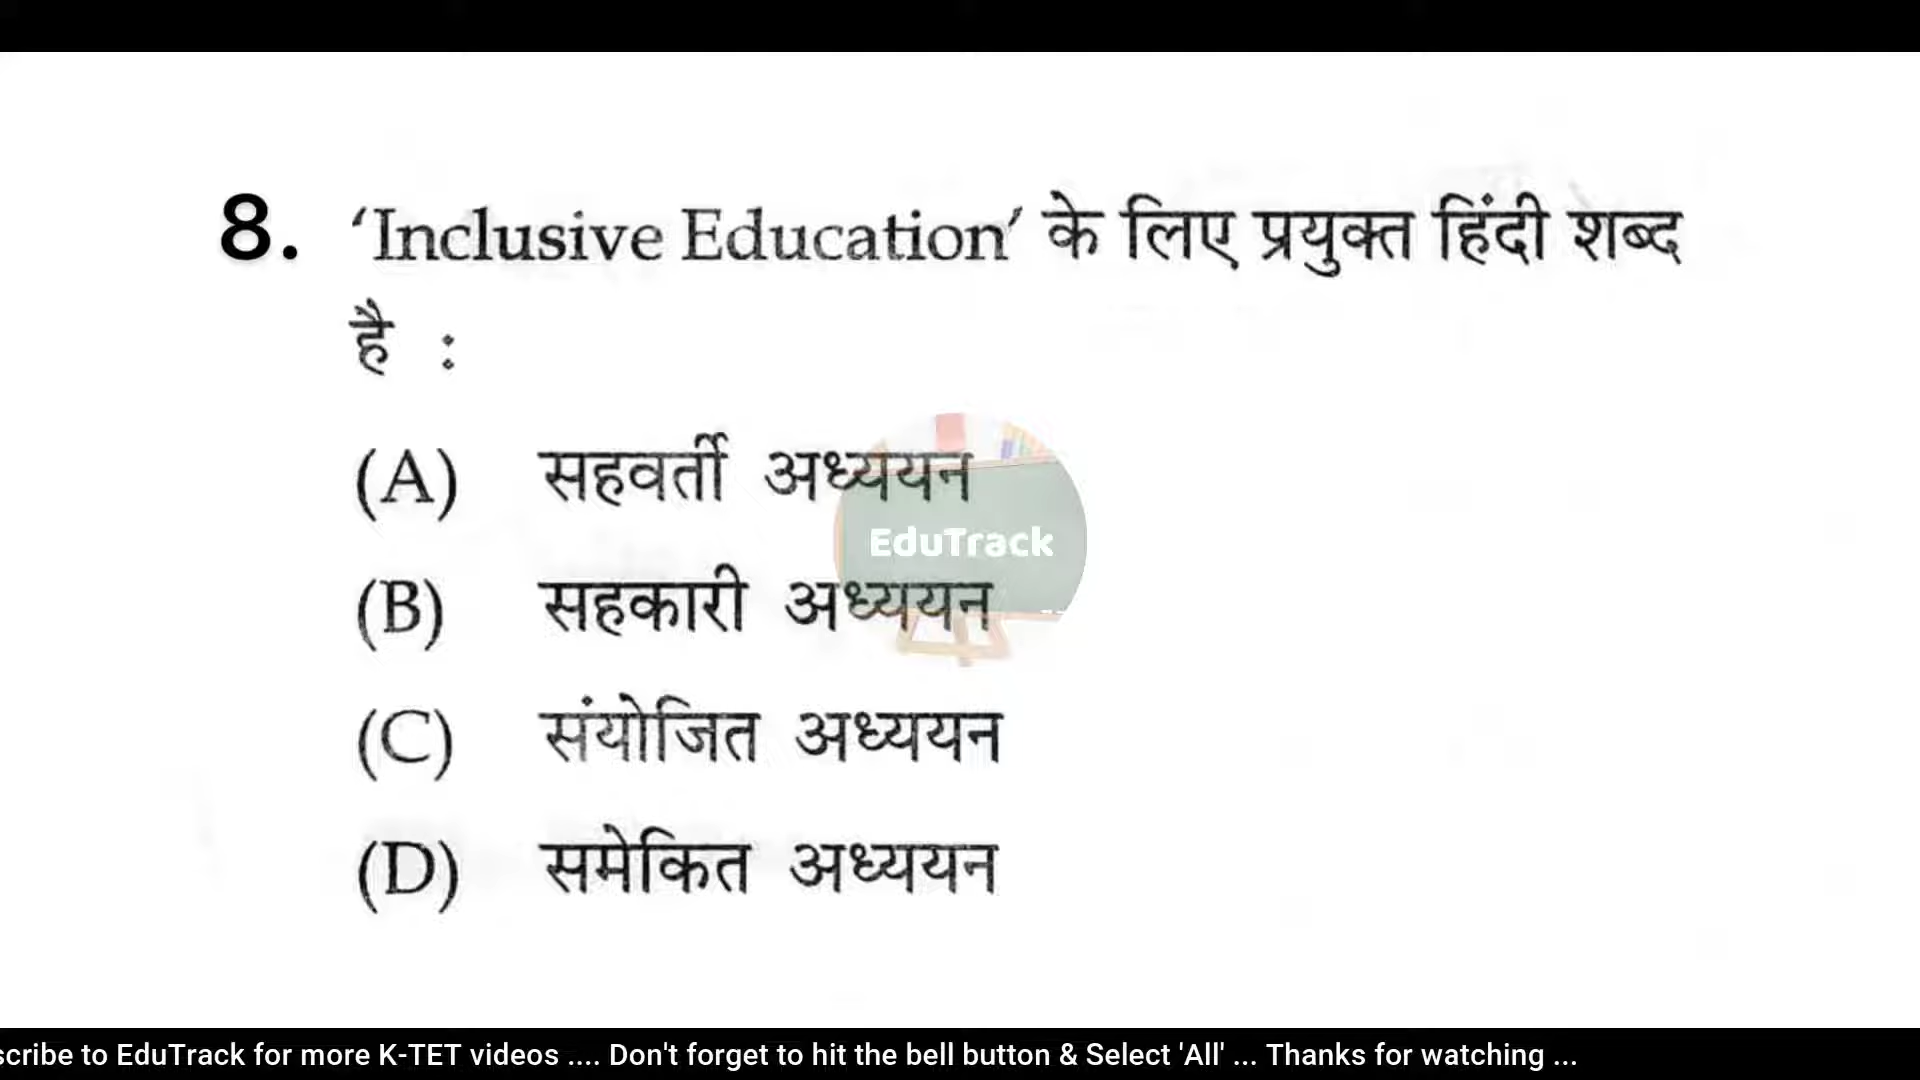 8. ‘Inclusive Education’ के लिए प्रयुक्त हिंदी शब्द
है :
(A) सहवर्ती अध्ययन
EduTrack
(B) सहकारी अध्ययन
(C) संयोजित अध्ययन
(D) समेकित अध्ययन
scribe to EduTrack for more K-TET videos .... Don't forget to hit the bell button & Select 'All' ... Thanks for watching ...